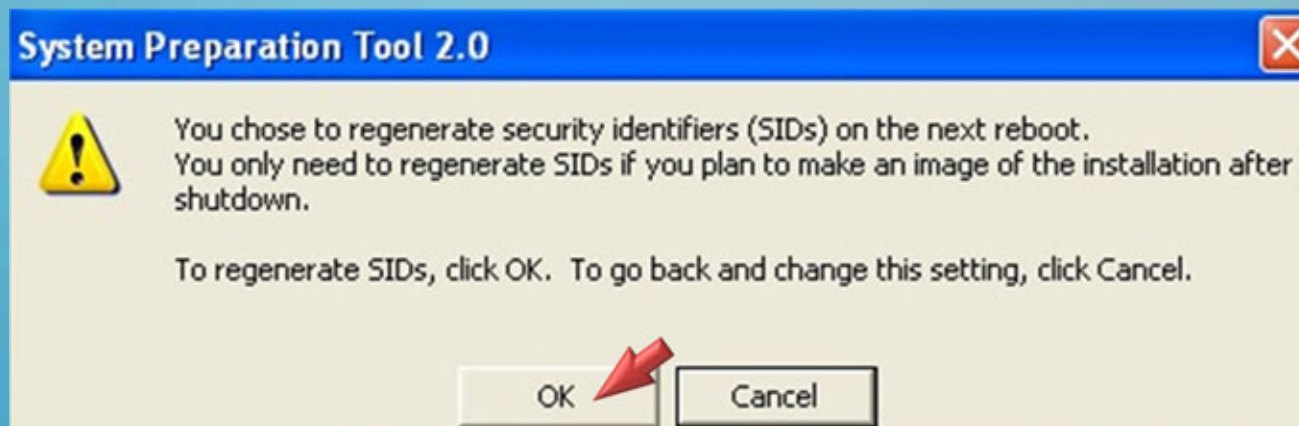 System Preparation Tool 2.0
You chose to regenerate security identifiers (SIDs) on the next reboot.
You only need to regenerate SIDs if you plan to make an image of the installation after
shutdown.
To regenerate SIDs, click OK.  To go back and change this setting, click Cancel.
OK
Cancel